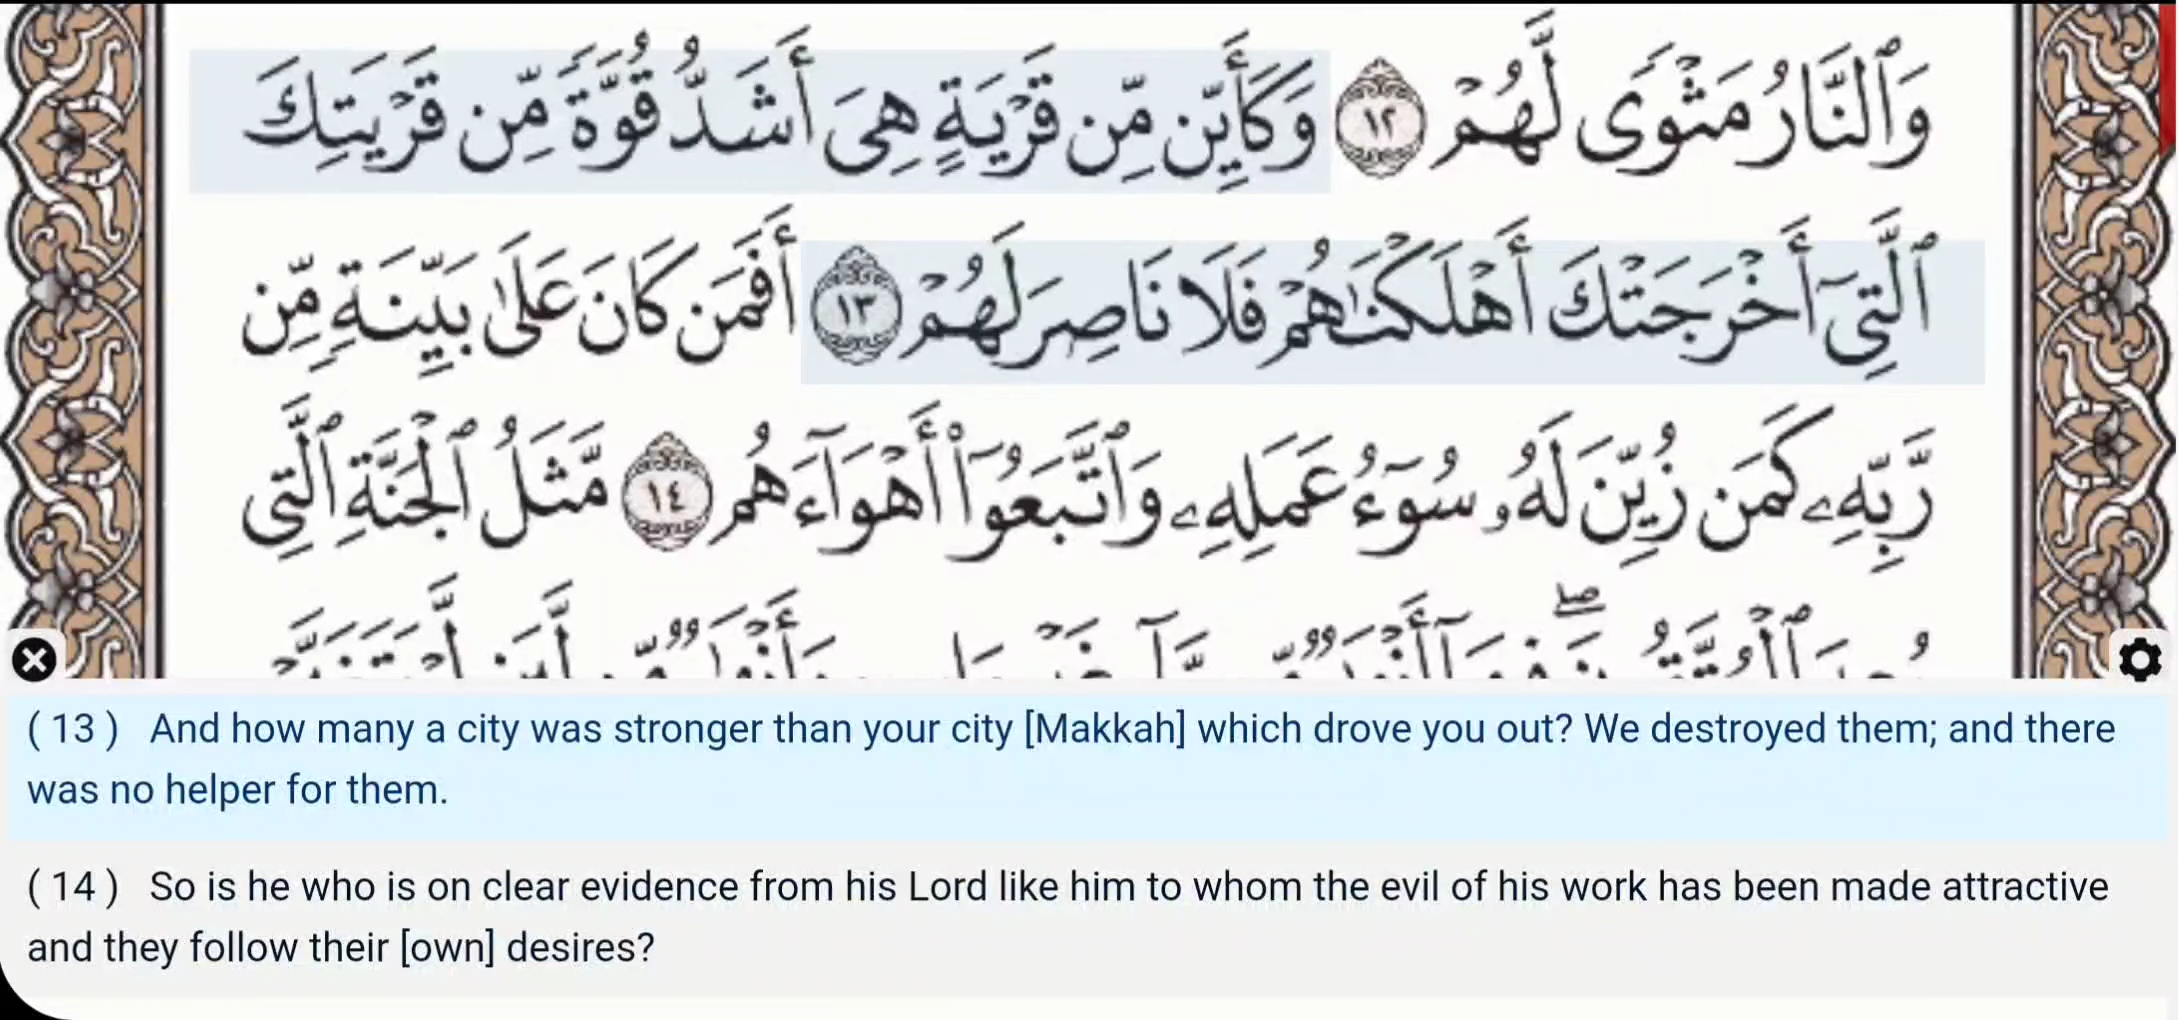 وَٱلنَّارُ مَثْوًى لَّهُمْ ١٢ وَكَأَيِّن مِّن قَرْيَةٍ هِىَ أَشَدُّ قُوَّةً مِّن قَرْيَتِكَ
ٱلَّتِىٓ أَخْرَجَتْكَ أَهْلَكْنَٰهُمْ فَلَا نَاصِرَ لَهُمْ ١٣ أَفَمَن كَانَ عَلَىٰ بَيِّنَةٍ مِّن
رَّبِّهِۦ كَمَن زُيِّنَ لَهُۥ سُوٓءُ عَمَلِهِۦ وَٱتَّبَعُوٓا۟ أَهْوَآءَهُم ١٤ مَّثَلُ ٱلْجَنَّةِ ٱلَّتِى
( 13 ) And how many a city was stronger than your city [Makkah] which drove you out? We destroyed them; and there
was no helper for them.
( 14 ) So is he who is on clear evidence from his Lord like him to whom the evil of his work has been made attractive
and they follow their [own] desires?